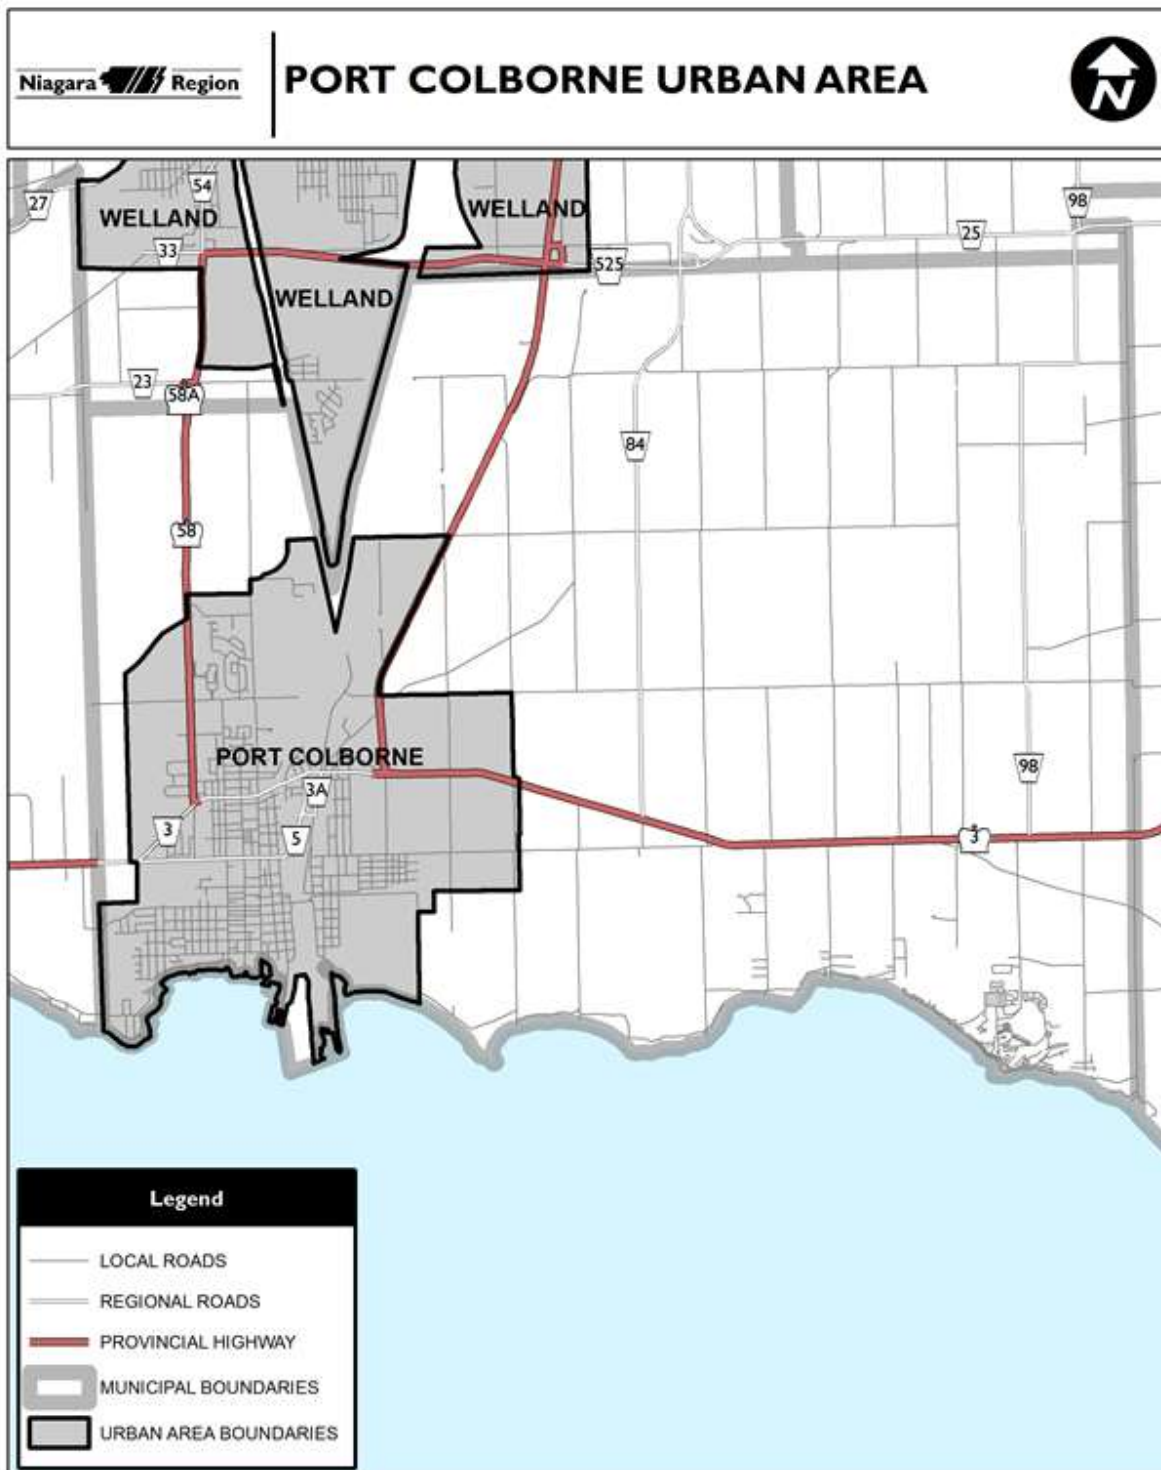 Niagara Region
PORT COLBORNE URBAN AREA
N
54
98
27
WELLAND
WELLAND
25
33
525
WELLAND
23
58A
84
58
PORT COLBORNE
98
3A
3
5
3
Legend
LOCAL ROADS
REGIONAL ROADS
PROVINCIAL HIGHWAY
MUNICIPAL BOUNDARIES
URBAN AREA BOUNDARIES